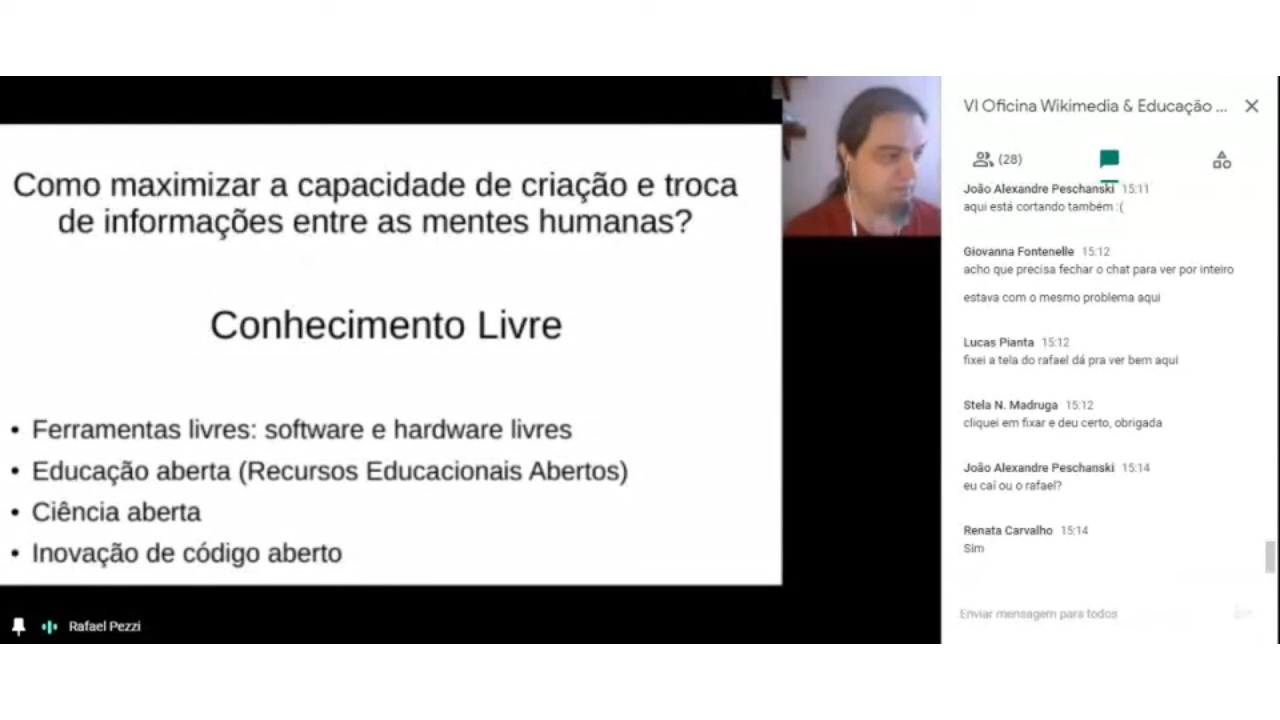 Como maximizar a capacidade de criação e troca
de informações entre as mentes humanas?
Conhecimento Livre
• Ferramentas livres: software e hardware livres
• Educação aberta (Recursos Educacionais Abertos)
• Ciência aberta
• Inovação de código aberto
Rafael Pezzi
VI Oficina Wikimedia & Educação ...
(28)
João Alexandre Peschanski 15:11
aqui está cortando também :(
Giovanna Fontenelle 15:12
acho que precisa fechar o chat para ver por inteiro
estava com o mesmo problema aqui
Lucas Pianta 15:12
fixei a tela do rafael dá pra ver bem aqui
Stela N. Madruga 15:12
cliquei em fixar e deu certo, obrigada
João Alexandre Peschanski 15:14
eu caí ou o rafael?
Renata Carvalho 15:14
Sim
Enviar mensagem para todos